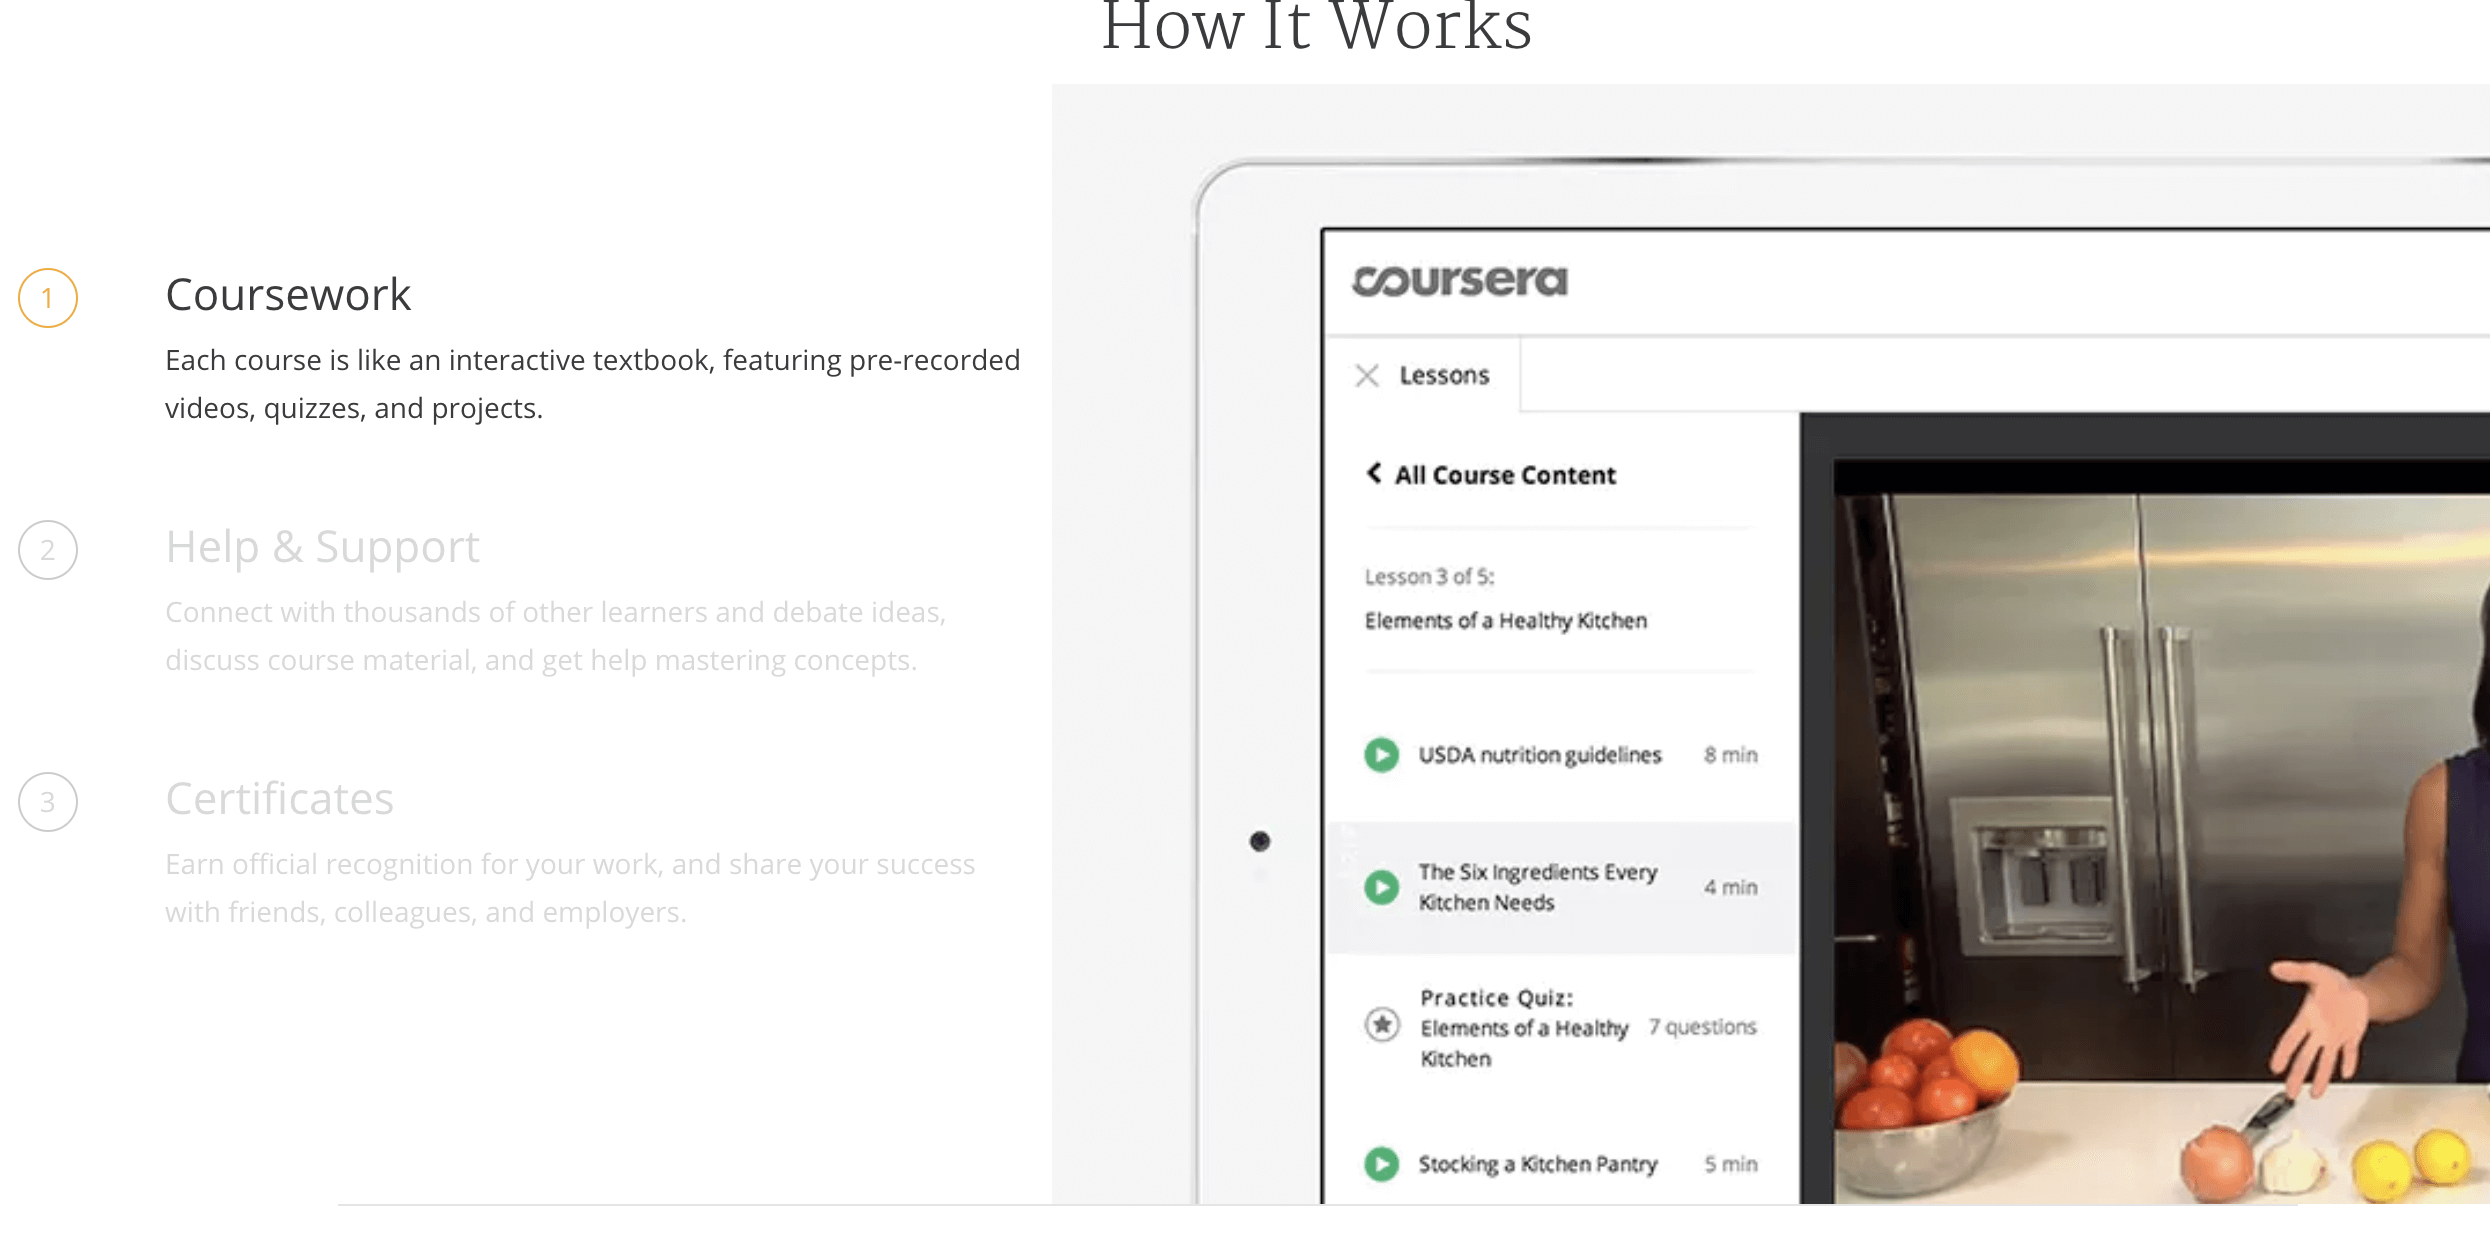 How It Works
1
Coursework
Each course is like an interactive textbook, featuring pre-recorded
videos, quizzes, and projects.
2
Help & Support
Connect with thousands of other learners and debate ideas,
discuss course material, and get help mastering concepts.
3
Certificates
Earn official recognition for your work, and share your success
with friends, colleagues, and employers.
coursera
Lessons
All Course Content
Lesson 3 of 5:
Elements of a Healthy Kitchen
USDA nutrition guidelines 8 min
The Six Ingredients Every
Kitchen Needs 4 min
Practice Quiz:
Elements of a Healthy 7 questions
Kitchen
Stocking a Kitchen Pantry 5 min